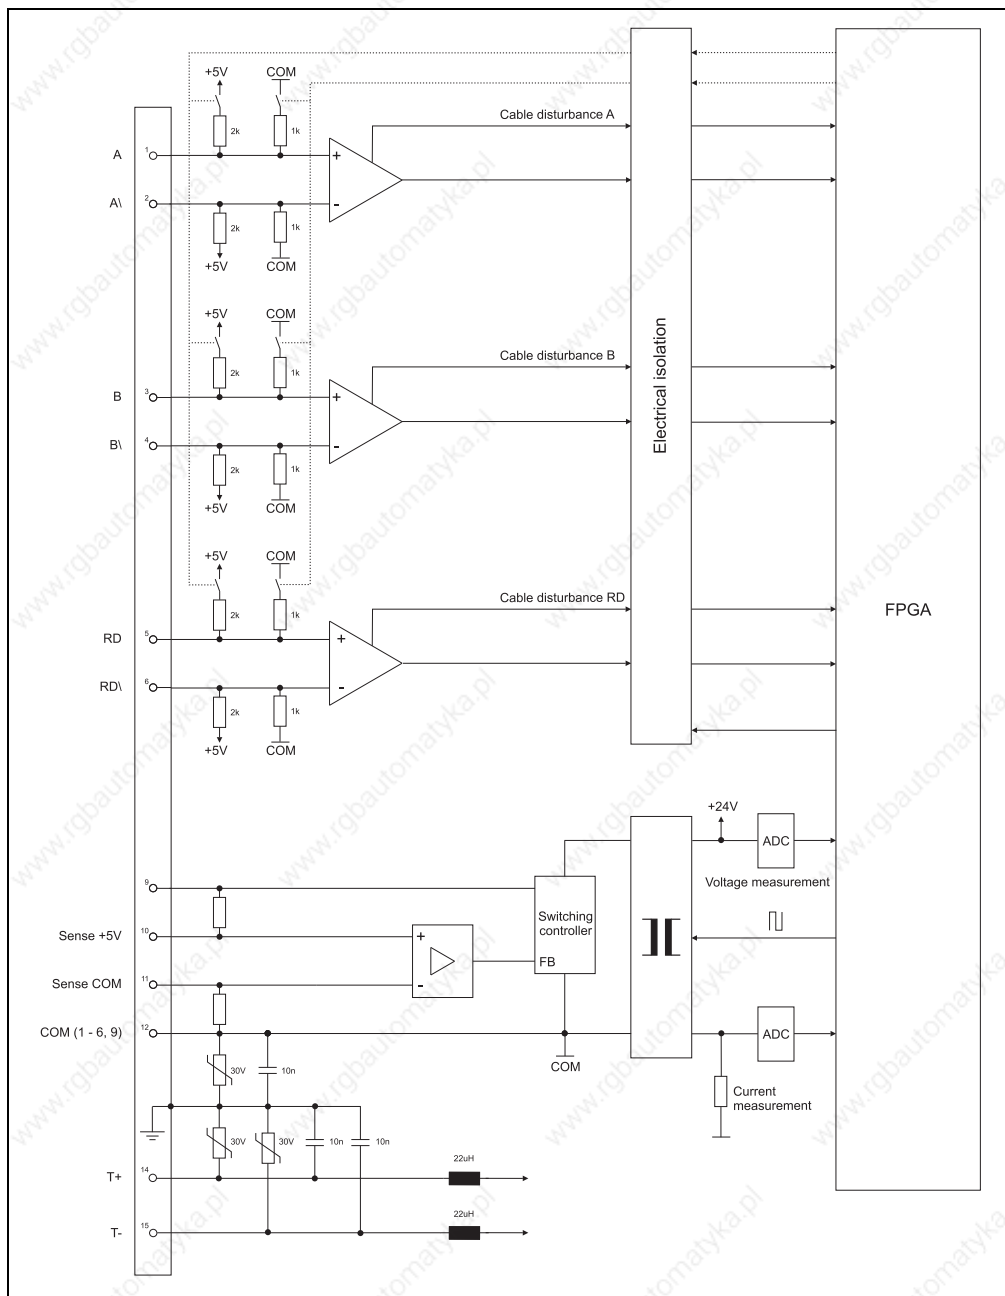 +5V COM
2k 1k
A 1
+
Cable disturbance A
A\ 2
-
2k 1k
+5V COM
+5V COM
2k 1k
Cable disturbance B
B 3
+
B\ 4
-
2k 1k
+5V COM
Electrical isolation
+5V COM
2k 1k
Cable disturbance RD
FPGA
RD 5
+
RD\ 6
-
2k 1k
+5V COM
+24V
ADC
Voltage measurement
9
Switching
controller
Sense +5V 10
+
FB
Sense COM 11
-
COM (1 - 6, 9) 12
ADC
COM
30V 10n
Current
measurement
30V 30V 10n 10n
T+ 14
22uH
T- 15
22uH
www.rgbautomatyka.pl